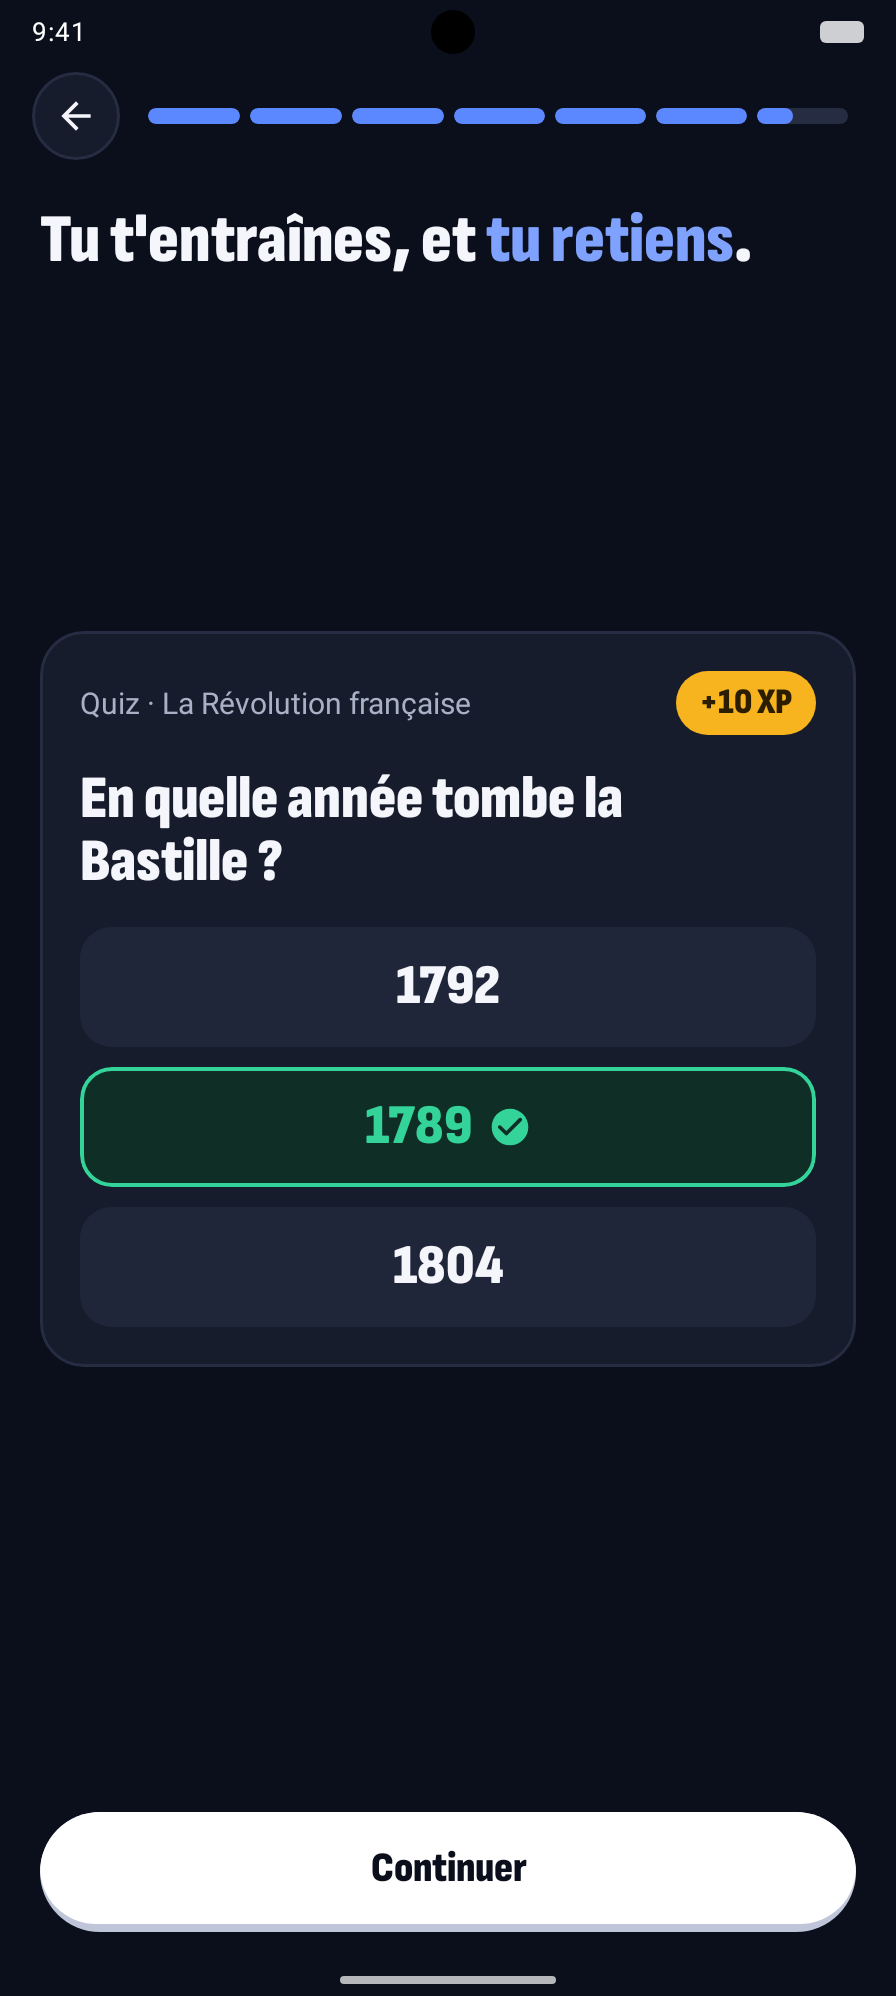 9:41
Tu t'entraînes, et tu retiens.
Quiz · La Révolution française
+10 XP
En quelle année tombe la
Bastille ?
1792
1789
1804
Continuer